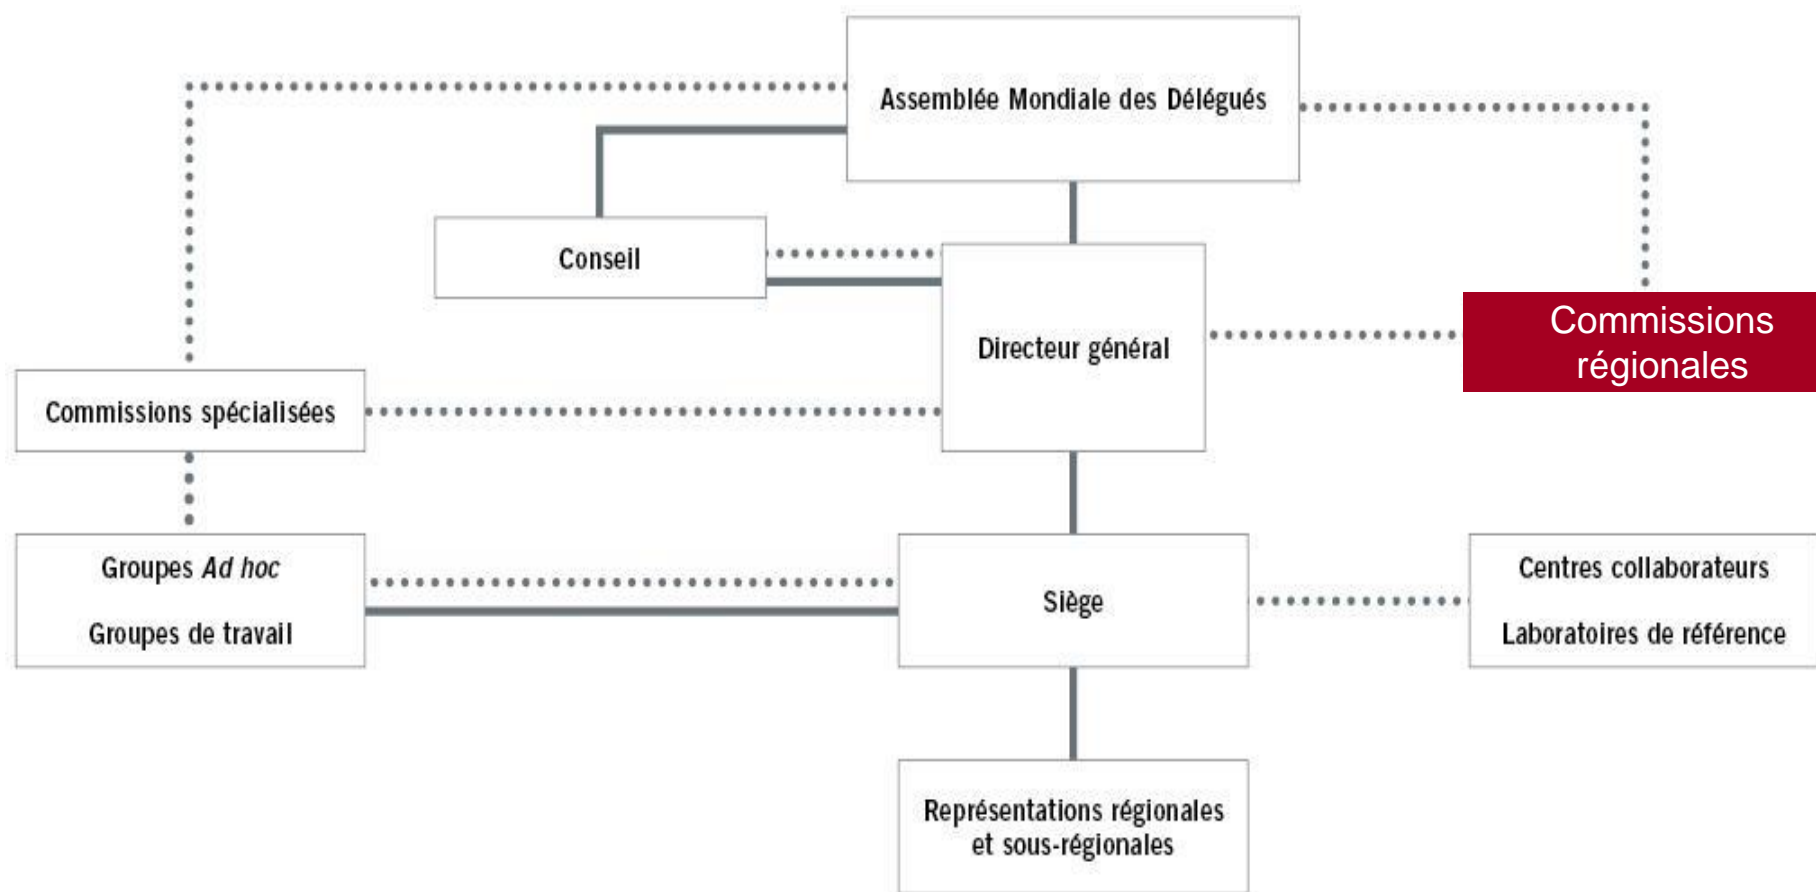 Assemblée Mondiale des Délégués
Conseil
Directeur général
Commissions
régionales
Commissions spécialisées
Groupes Ad hoc
Groupes de travail
Siège
Centres collaborateurs
Laboratoires de référence
Représentations régionales
et sous-régionales